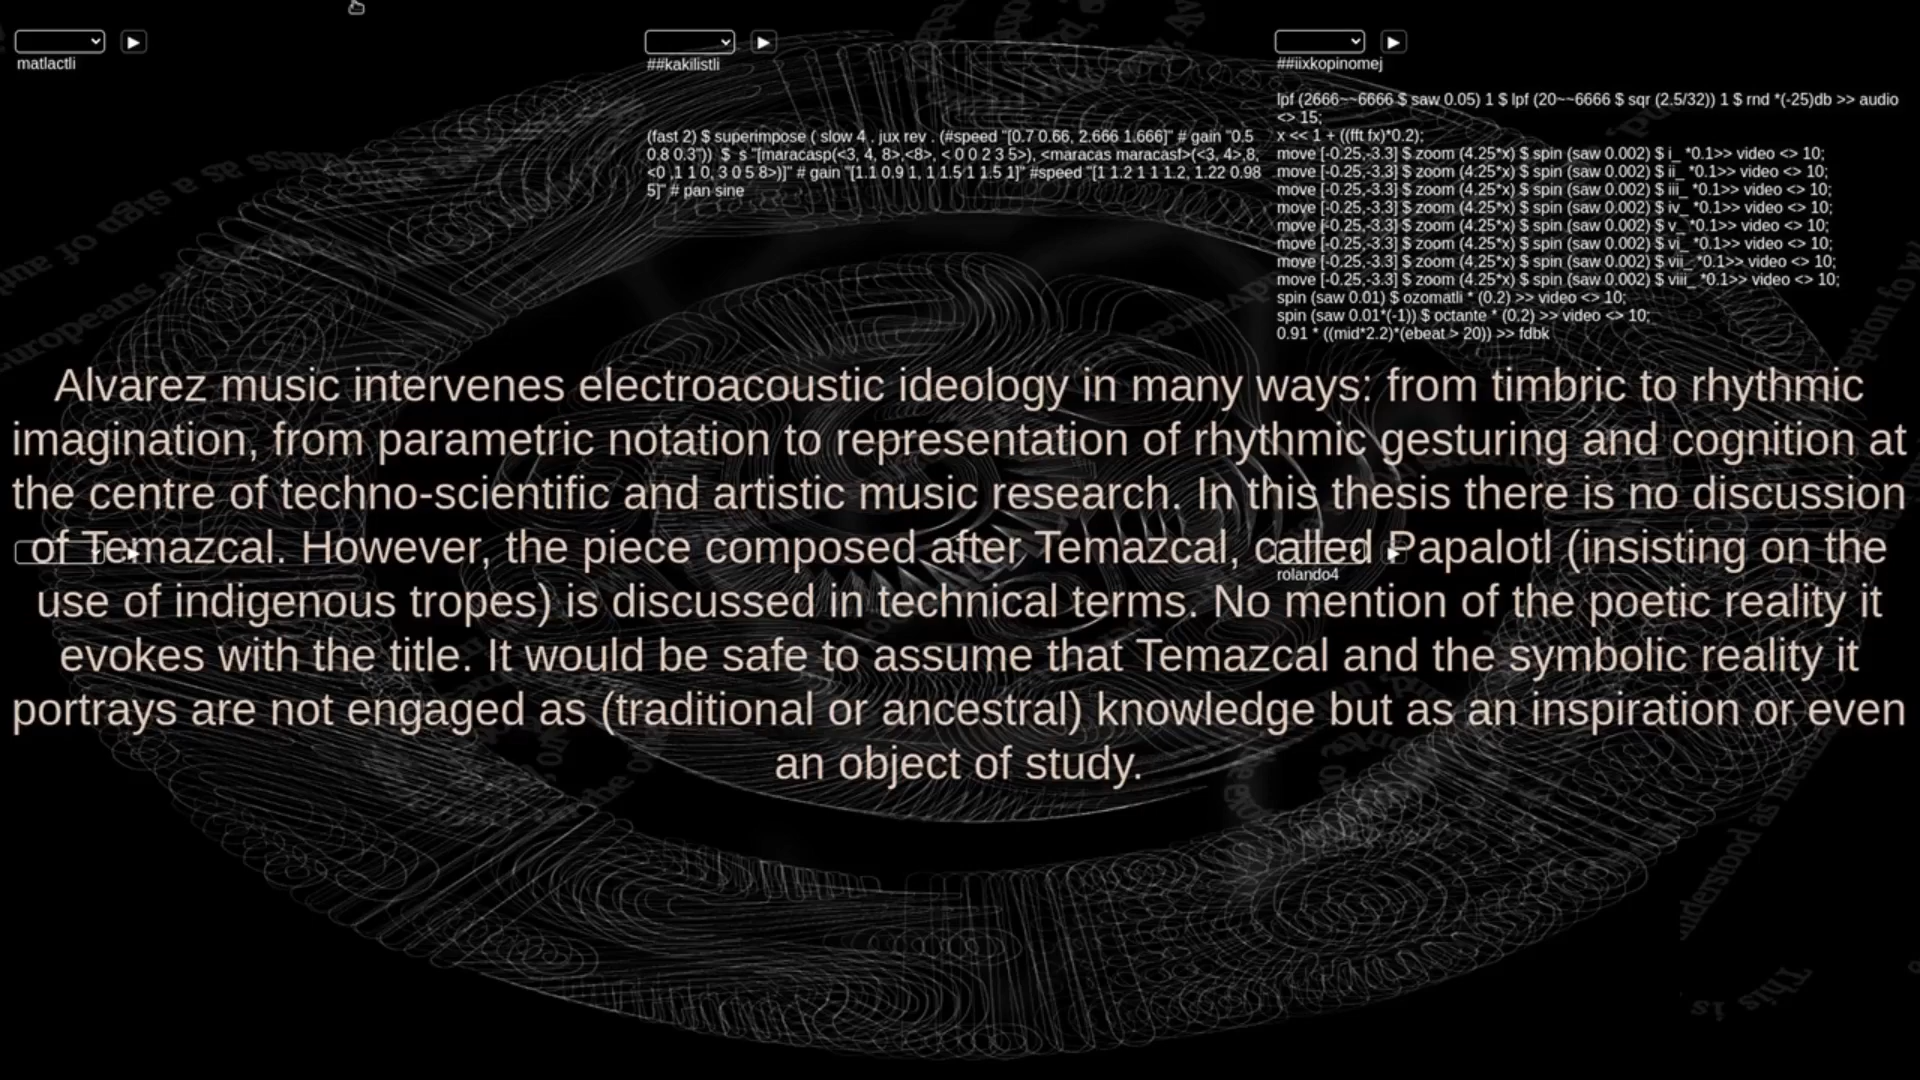 matlactli
##kakilistli
(fast 2) $ superimpose ( slow 4 . jux rev . (#speed "[0.7 0.66, 2.666 1.666]" # gain "0.5
0.8 0.3")) $ s "[maracasp(<3, 4, 8>,<8>, < 0 0 2 3 5>), <maracas maracasf>(<3, 4>,8,
<0 ,1 1 0, 3 0 5 8>)]" # gain "[1.1 0.9 1, 1 1.5 1 1.5 1]" #speed "[1 1.2 1 1 1.2, 1.22 0.98
5]" # pan sine
##iixkopinomej
lpf (2666~~6666 $ saw 0.05) 1 $ lpf (20~~6666 $ sqr (2.5/32)) 1 $ rnd *(-25)db >> audio
<> 15;
x << 1 + ((fft fx)*0.2);
move [-0.25,-3.3] $ zoom (4.25*x) $ spin (saw 0.002) $ i_ *0.1>> video <> 10;
move [-0.25,-3.3] $ zoom (4.25*x) $ spin (saw 0.002) $ ii_ *0.1>> video <> 10;
move [-0.25,-3.3] $ zoom (4.25*x) $ spin (saw 0.002) $ iii_ *0.1>> video <> 10;
move [-0.25,-3.3] $ zoom (4.25*x) $ spin (saw 0.002) $ iv_ *0.1>> video <> 10;
move [-0.25,-3.3] $ zoom (4.25*x) $ spin (saw 0.002) $ v_ *0.1>> video <> 10;
move [-0.25,-3.3] $ zoom (4.25*x) $ spin (saw 0.002) $ vi_ *0.1>> video <> 10;
move [-0.25,-3.3] $ zoom (4.25*x) $ spin (saw 0.002) $ vii_ *0.1>> video <> 10;
move [-0.25,-3.3] $ zoom (4.25*x) $ spin (saw 0.002) $ viii_ *0.1>> video <> 10;
spin (saw 0.01) $ ozomatli * (0.2) >> video <> 10;
spin (saw 0.01*(-1)) $ octante * (0.2) >> video <> 10;
0.91 * ((mid*2.2)*(ebeat > 20)) >> fdbk
Alvarez music intervenes electroacoustic ideology in many ways: from timbric to rhythmic
imagination, from parametric notation to representation of rhythmic gesturing and cognition at
the centre of techno-scientific and artistic music research. In this thesis there is no discussion
of Temazcal. However, the piece composed after Temazcal, called Papalotl (insisting on the
use of indigenous tropes) is discussed in technical terms. No mention of the poetic reality it
evokes with the title. It would be safe to assume that Temazcal and the symbolic reality it
portrays are not engaged as (traditional or ancestral) knowledge but as an inspiration or even
an object of study.
rolando4
as a sign of
Europeans as
understood as
This is